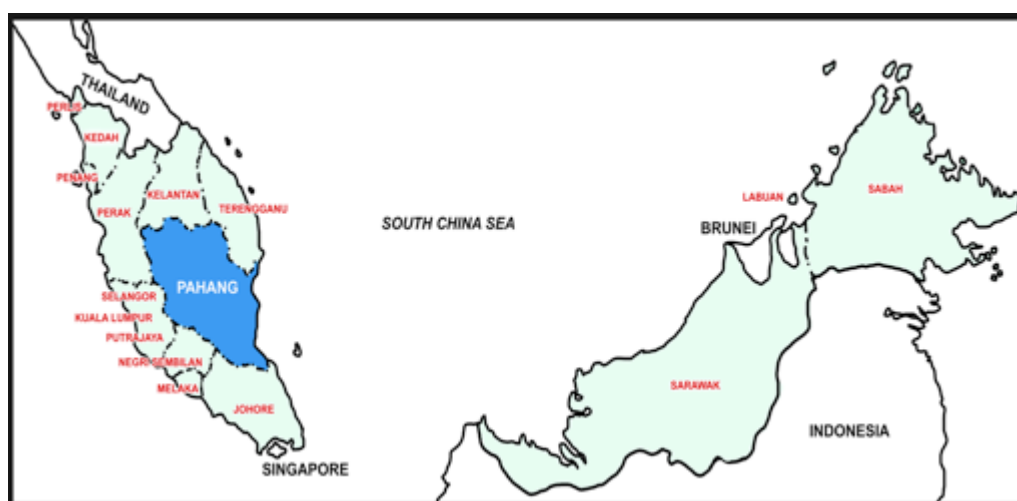 THAILAND
PERLIS
KEDAH
PENANG
KELANTAN
PERAK
TERENGGANU
SOUTH CHINA SEA
LABUAN
SABAH
BRUNEI
PAHANG
SELANGOR
KUALA LUMPUR
PUTRAJAYA
NEGRI SEMBILAN
MELAKA
JOHORE
SARAWAK
INDONESIA
SINGAPORE